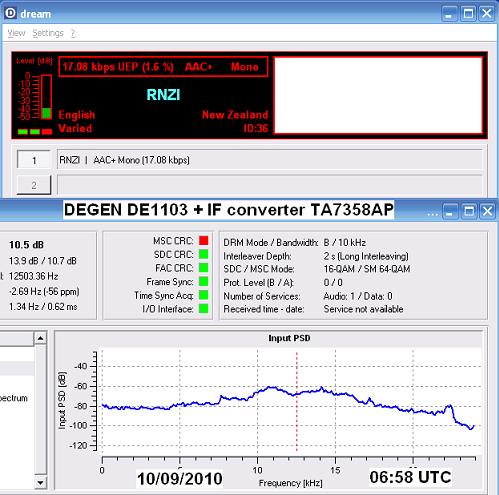 dream
View Settings ?
Level [dB]
0
-10
-20
-30
-40
-50
17.08 kbps UEP (1.6 %) AAC+ Mono
RNZI
English New Zealand
Varied ID:36
1 RNZI | AAC+ Mono (17.08 kbps)
2
DEGEN DE1103 + IF converter TA7358AP
10.5 dB
13.9 dB / 10.7 dB
12503.36 Hz
-2.69 Hz (-56 ppm)
1.34 Hz / 0.62 ms
MSC CRC:
SDC CRC:
FAC CRC:
Frame Sync:
Time Sync Acq:
I/O Interface:
DRM Mode / Bandwidth: B / 10 kHz
Interleaver Depth: 2 s (Long Interleaving)
SDC / MSC Mode: 16-QAM / SM 64-QAM
Prot. Level (B / A): 0 / 0
Number of Services: Audio: 1 / Data: 0
Received time - date: Service not available
pectrum
Input PSD
Input PSD [dB]
-40
-60
-80
-100
-120
0 5 10 15
Frequency [kHz]
10/09/2010
06:58 UTC